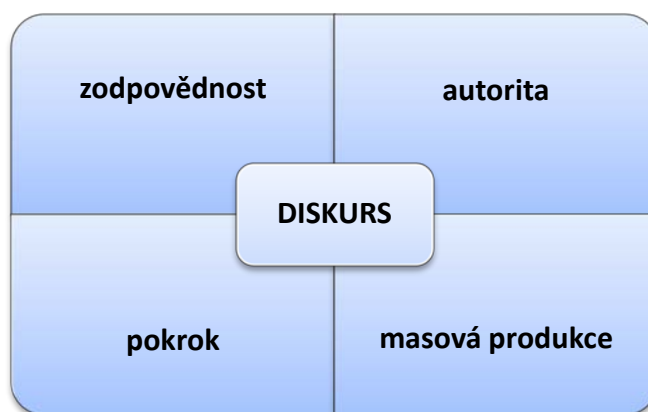 zodpovědnost
autorita
DISKURS
pokrok
masová produkce